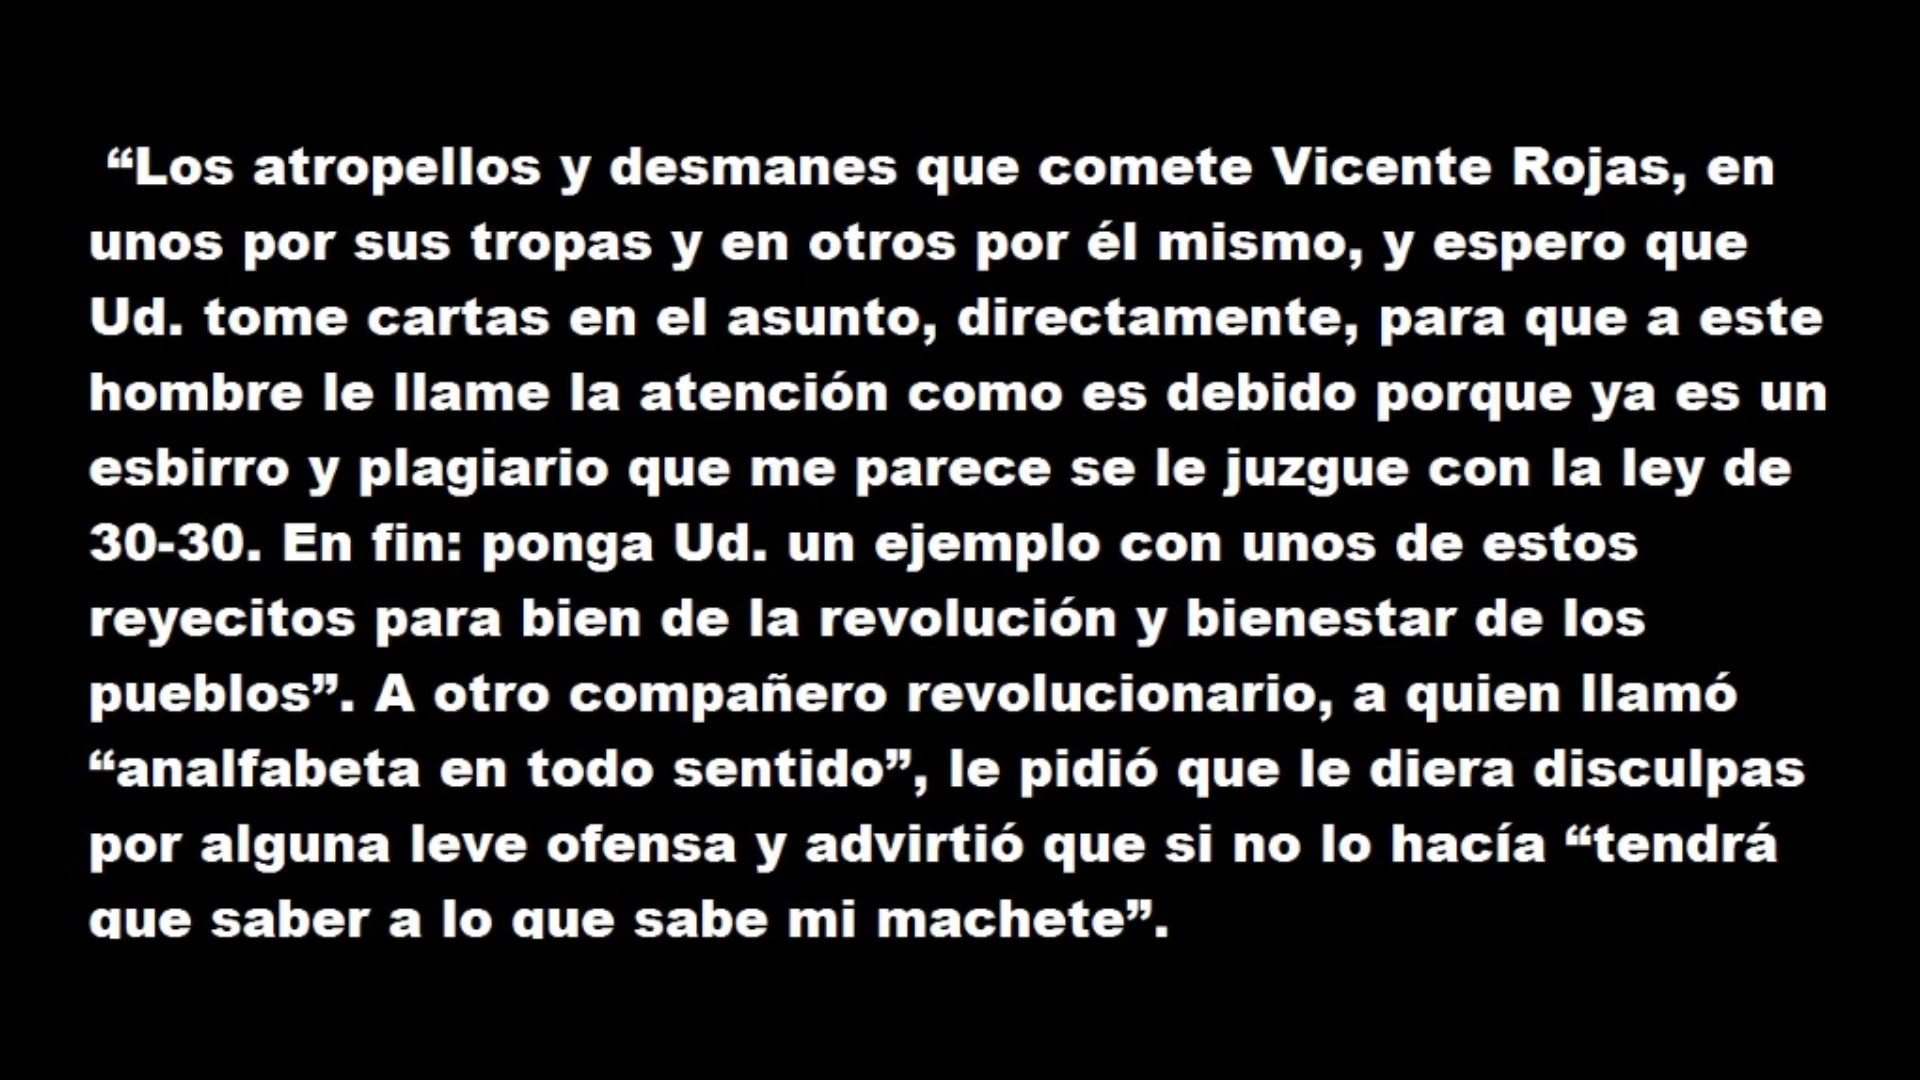 “Los atropellos y desmanes que comete Vicente Rojas, en
unos por sus tropas y en otros por él mismo, y espero que
Ud. tome cartas en el asunto, directamente, para que a este
hombre le llame la atención como es debido porque ya es un
esbirro y plagiario que me parece se le juzgue con la ley de
30-30. En fin: ponga Ud. un ejemplo con unos de estos
reyecitos para bien de la revolución y bienestar de los
pueblos”. A otro compañero revolucionario, a quien llamó
“analfabeta en todo sentido”, le pidió que le diera disculpas
por alguna leve ofensa y advirtió que si no lo hacía “tendrá
que saber a lo que sabe mi machete”.